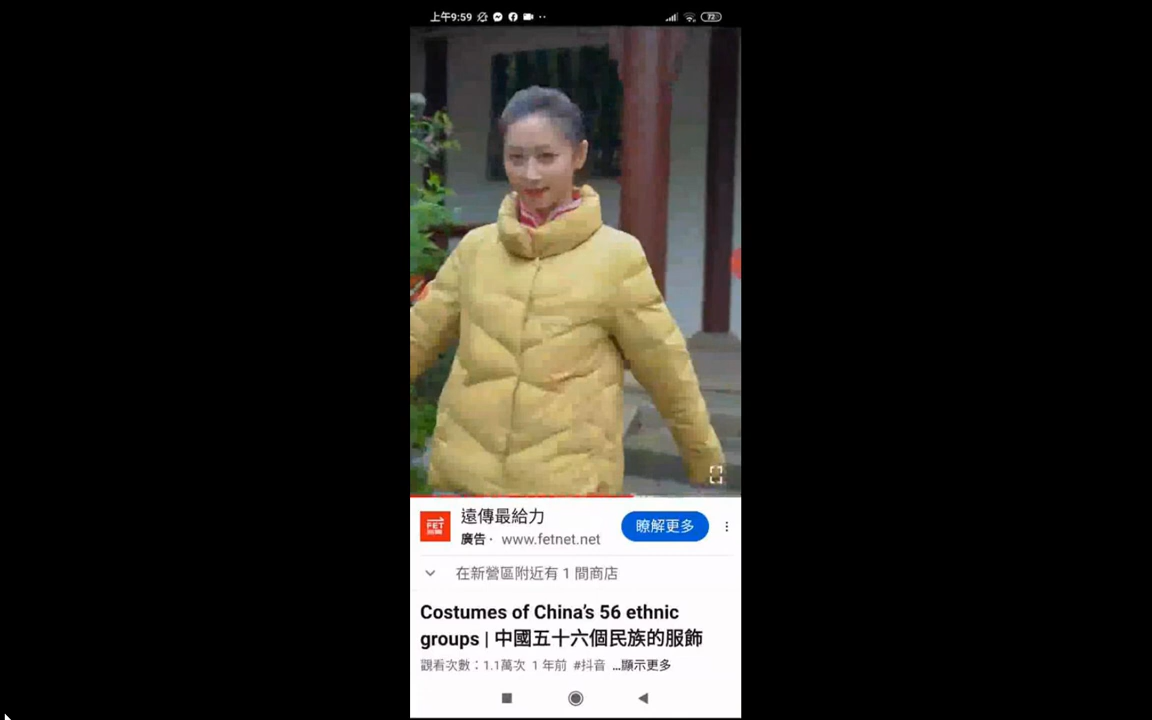 上午9:59
72
FET
遠傳最給力
廣告 · www.fetnet.net
瞭解更多
在新營區附近有 1 間商店
Costumes of China's 56 ethnic
groups | 中國五十六個民族的服飾
觀看次數：1.1萬次 1 年前 #抖音 ...顯示更多